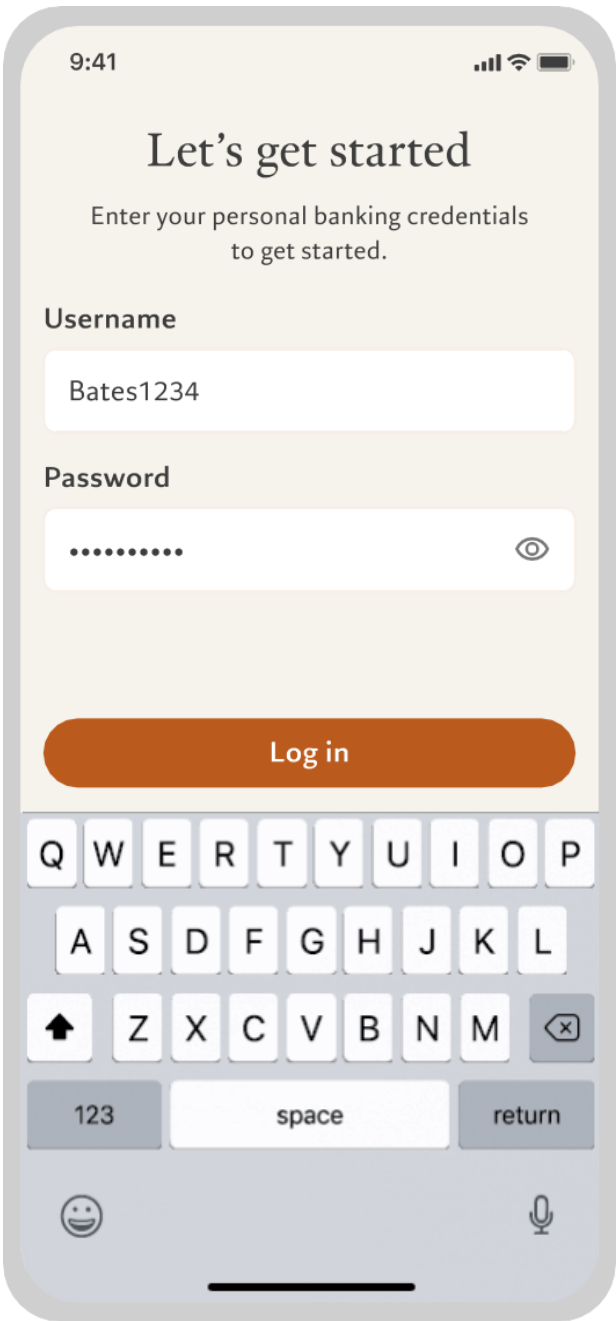 9:41
Let’s get started
Enter your personal banking credentials
to get started.
Username
Bates1234
Password
••••••••••
Log in
Q W E R T Y U I O P
A S D F G H J K L
Z X C V B N M
123 space return